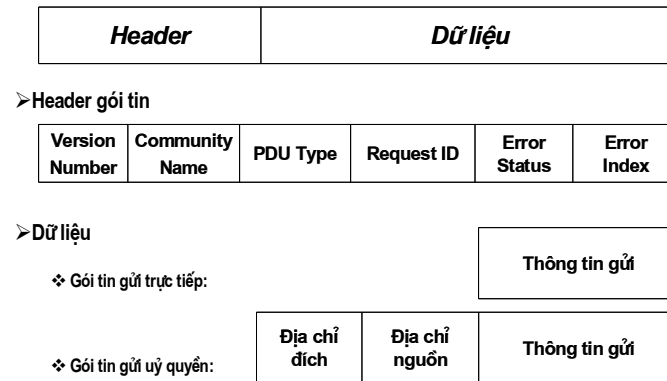 Header Dữ liệu
➢Header gói tin
Version Number Community Name PDU Type Request ID Error Status Error Index
➢Dữ liệu
Thông tin gửi
❖ Gói tin gửi trực tiếp:
Địa chỉ đích Địa chỉ nguồn Thông tin gửi
❖ Gói tin gửi uỷ quyền: